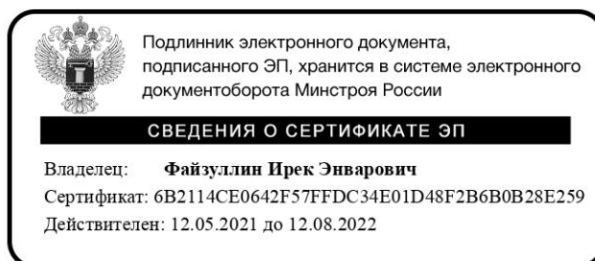 Подлинник электронного документа,
подписанного ЭП, хранится в системе электронного
документоборота Минстроя России
СВЕДЕНИЯ О СЕРТИФИКАТЕ ЭП
Владелец: Файзуллин Ирек Энварович
Сертификат: 6B2114CE0642F57FFDC34E01D48F2B6B0B28E259
Действителен: 12.05.2021 до 12.08.2022